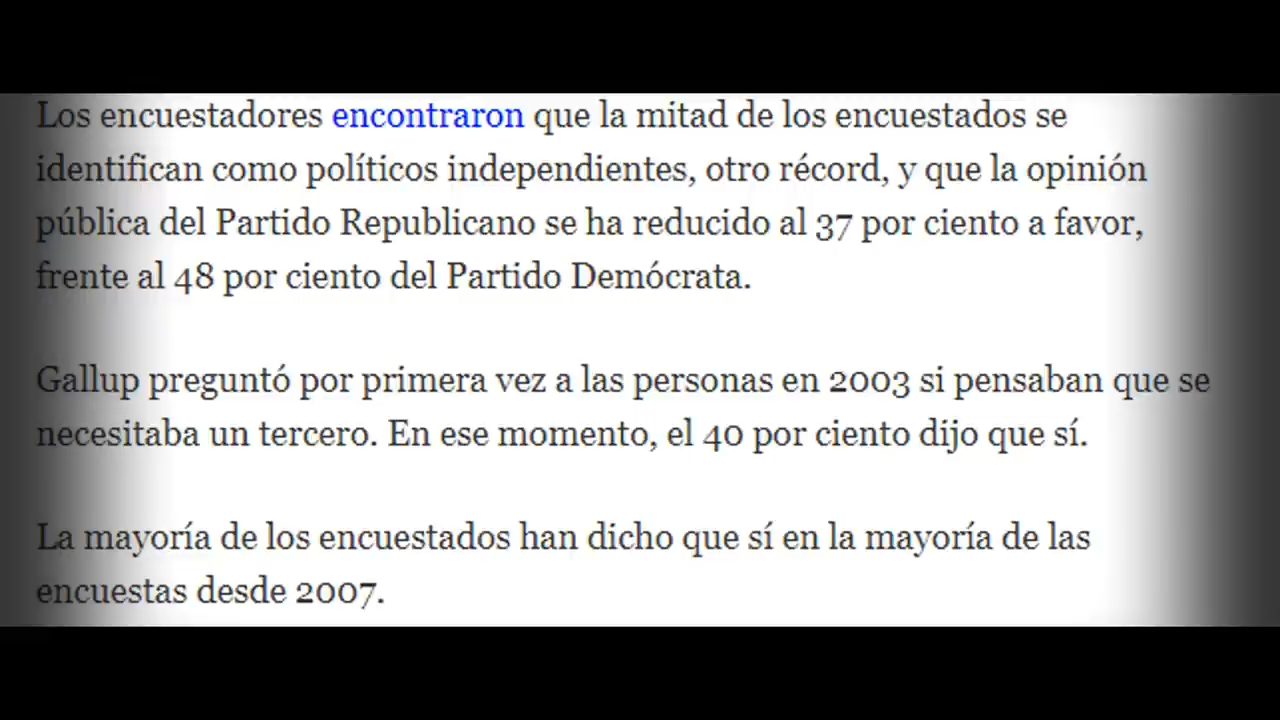 Los encuestadores encontraron que la mitad de los encuestados se
identifican como políticos independientes, otro récord, y que la opinión
pública del Partido Republicano se ha reducido al 37 por ciento a favor,
frente al 48 por ciento del Partido Demócrata.
Gallup preguntó por primera vez a las personas en 2003 si pensaban que se
necesitaba un tercero. En ese momento, el 40 por ciento dijo que sí.
La mayoría de los encuestados han dicho que sí en la mayoría de las
encuestas desde 2007.